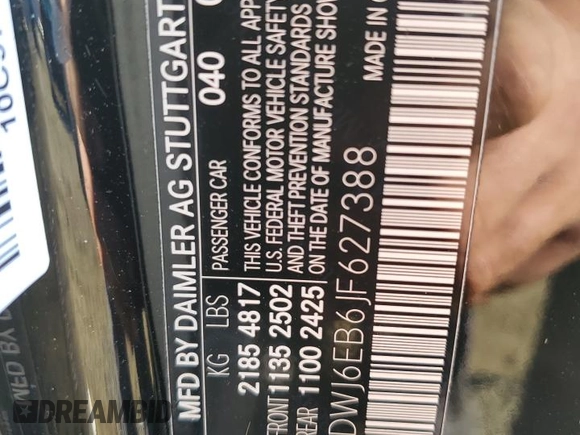 MFD BY DAIMLER AG STUTTGART
040
KG LBS PASSENGER CAR
2185 4817 THIS VEHICLE CONFORMS TO ALL APP
FRONT 1135 2502 U.S. FEDERAL MOTOR VEHICLE SAFETY
REAR 1100 2425 AND THEFT PREVENTION STANDARDS
ON THE DATE OF MANUFACTURE SHOW
DWJ6EB6JF627388
MADE IN
DREAMBID